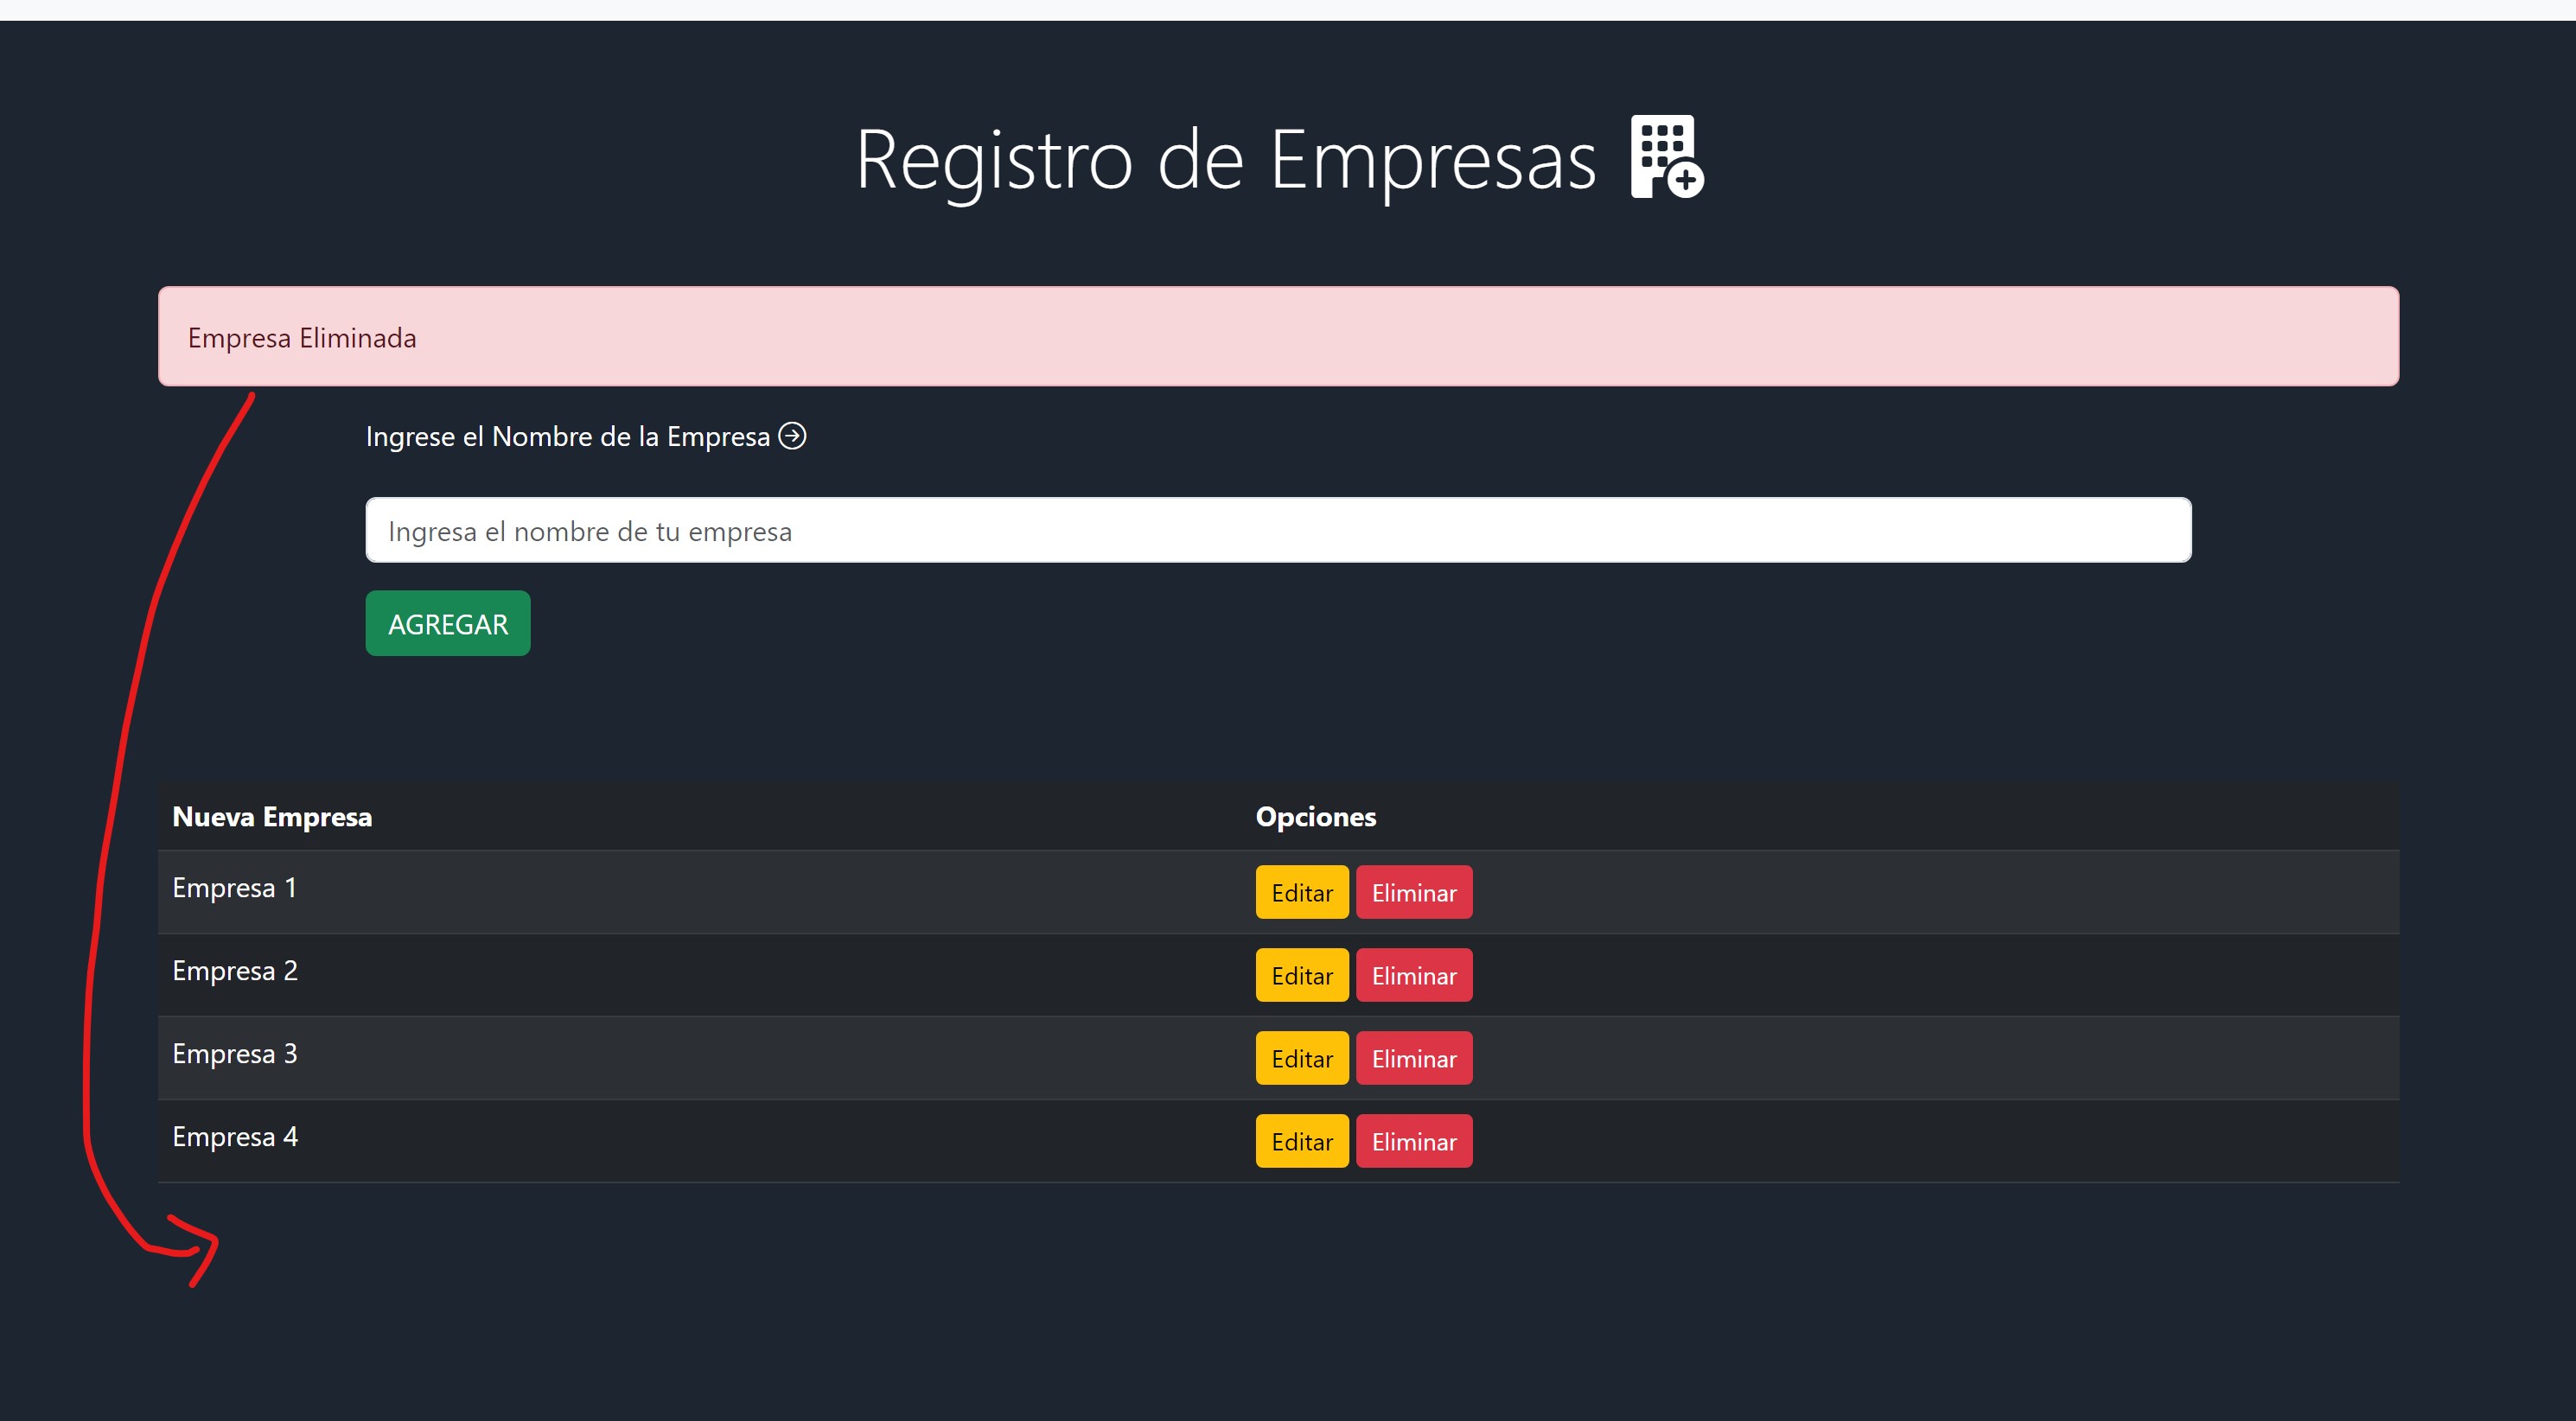 Registro de Empresas
Empresa Eliminada
Ingrese el Nombre de la Empresa
Ingresa el nombre de tu empresa
AGREGAR
Nueva Empresa Opciones
Empresa 1 Editar Eliminar
Empresa 2 Editar Eliminar
Empresa 3 Editar Eliminar
Empresa 4 Editar Eliminar